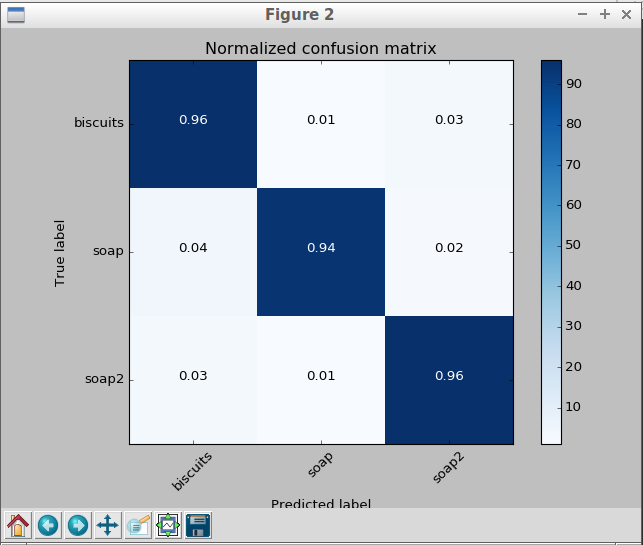 Figure 2
Normalized confusion matrix
biscuits 0.96 0.01 0.03
soap 0.04 0.94 0.02
soap2 0.03 0.01 0.96
True label
biscuits soap soap2
Predicted label
90
80
70
60
50
40
30
20
10